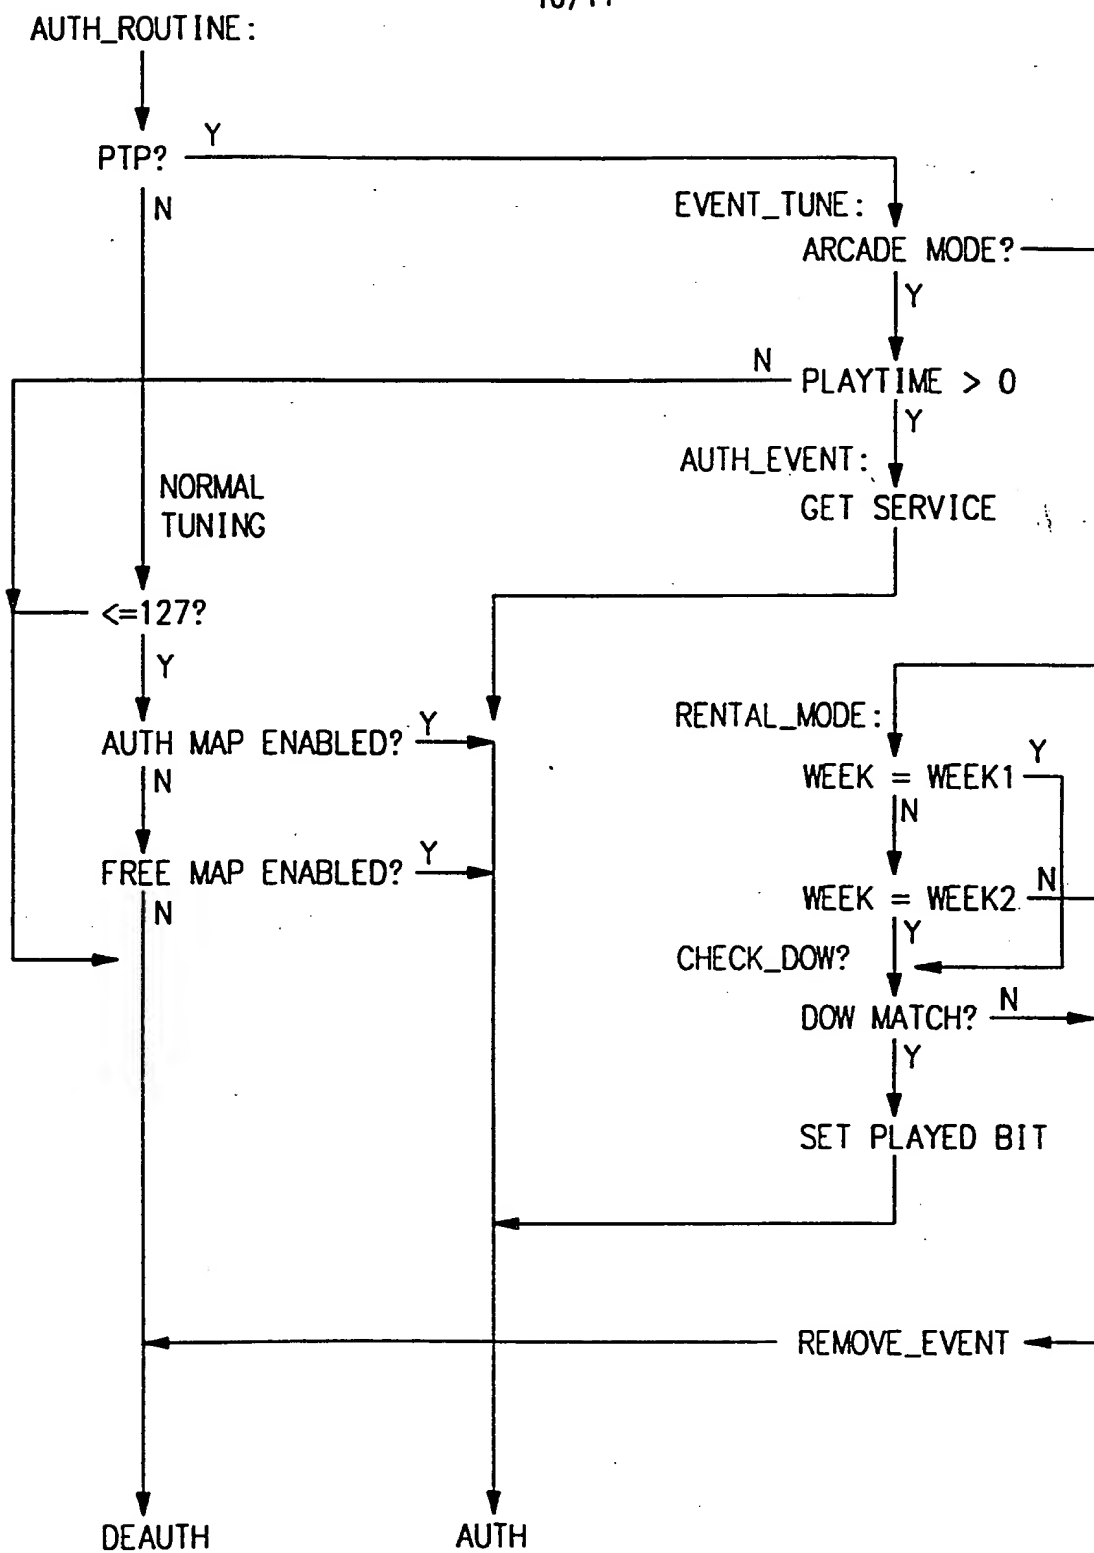 AUTH_ROUTINE:
PTP?
Y
N
EVENT_TUNE:
ARCADE MODE?
Y
N
PLAYTIME > 0
Y
AUTH_EVENT:
GET SERVICE
NORMAL
TUNING
<=127?
Y
AUTH MAP ENABLED?
Y
N
FREE MAP ENABLED?
Y
N
RENTAL_MODE:
WEEK = WEEK1
Y
N
WEEK = WEEK2
N
Y
CHECK_DOW?
DOW MATCH?
N
Y
SET PLAYED BIT
REMOVE_EVENT
DEAUTH
AUTH